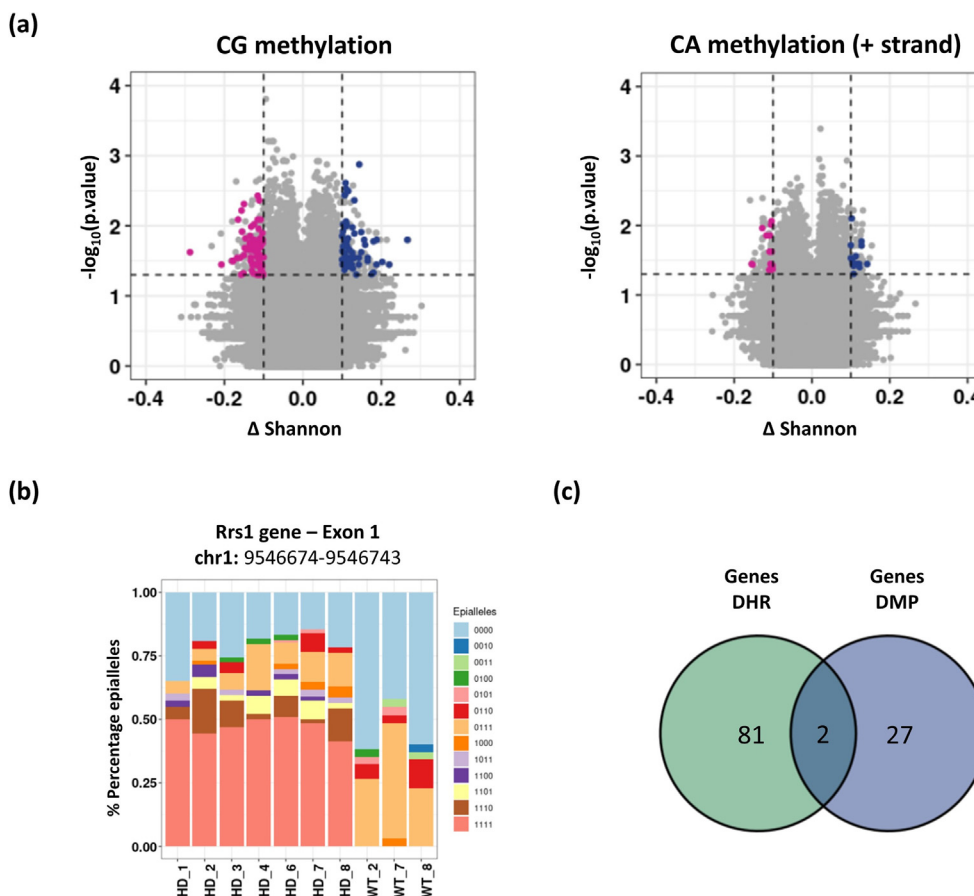 (a)
CG methylation
CA methylation (+ strand)
-log10(p.value)
4
3
2
1
0
-0.4
-0.2
0.0
0.2
0.4
Δ Shannon
-log10(p.value)
4
3
2
1
0
-0.4
-0.2
0.0
0.2
0.4
Δ Shannon
(b)
Rrs1 gene – Exon 1
chr1: 9546674-9546743
% Percentage epialleles
1.00
0.75
0.50
0.25
0.00
HD_1
HD_2
HD_3
HD_4
HD_6
HD_7
HD_8
WT_2
WT_7
WT_8
Epialleles
0000
0010
0011
0100
0101
0110
0111
1000
1011
1100
1101
1110
1111
(c)
Genes
DHR
Genes
DMP
81
2
27